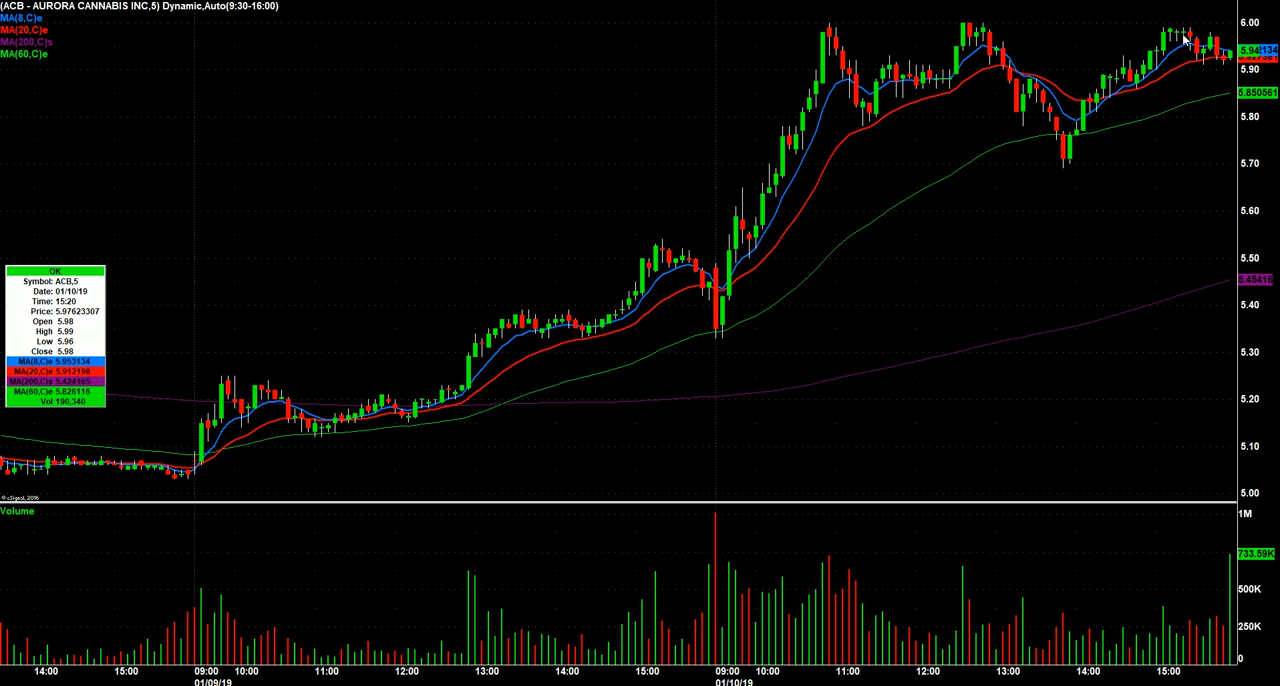 (ACB - AURORA CANNABIS INC,5) Dynamic,Auto(9:30-16:00)
MA(8,C)e
MA(20,C)e
MA(200,C)s
MA(60,C)e
6.00
5.90
5.80
5.70
5.60
5.50
5.40
5.30
5.20
5.10
5.00
5.942134
5.850561
5.45416
OK
Symbol: ACB,5
Date: 01/10/19
Time: 15:20
Price: 5.97623307
Open 5.98
High 5.99
Low 5.96
Close 5.98
MA(8,C)e 5.953134
MA(20,C)e 5.912198
MA(200,C)s 5.424165
MA(60,C)e 5.826116
Vol 190,340
© eSignal, 2016
Volume
1M
733.59K
500K
250K
0
14:00 15:00 09:00 10:00 11:00 12:00 13:00 14:00 15:00 09:00 10:00 11:00 12:00 13:00 14:00 15:00
01/09/19 01/10/19